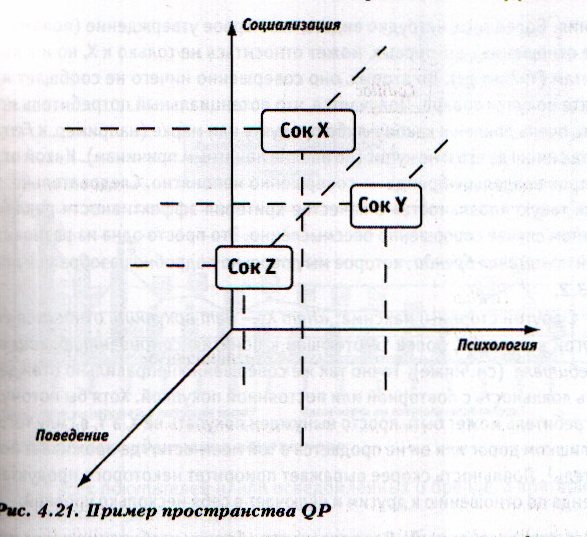 Социализация
Сок X
Сок Y
Сок Z
Психология
Поведение
Рис. 4.21. Пример пространства QP